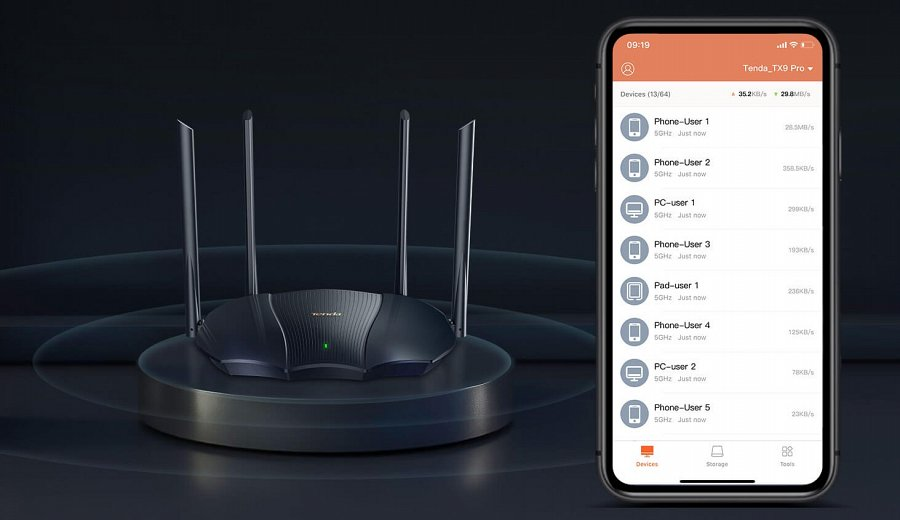 Tenda
09:19
Tenda_TX9 Pro
Devices (13/64) 35.2KB/s 29.8MB/s
Phone-User 1
5GHz Just now 28.5MB/s
Phone-User 2
5GHz Just now 358.5KB/s
PC-user 1
5GHz Just now 299KB/s
Phone-User 3
5GHz Just now 193KB/s
Pad-user 1
5GHz Just now 236KB/s
Phone-User 4
5GHz Just now 125KB/s
PC-user 2
5GHz Just now 78KB/s
Phone-User 5
5GHz Just now 23KB/s
Devices Storage Tools